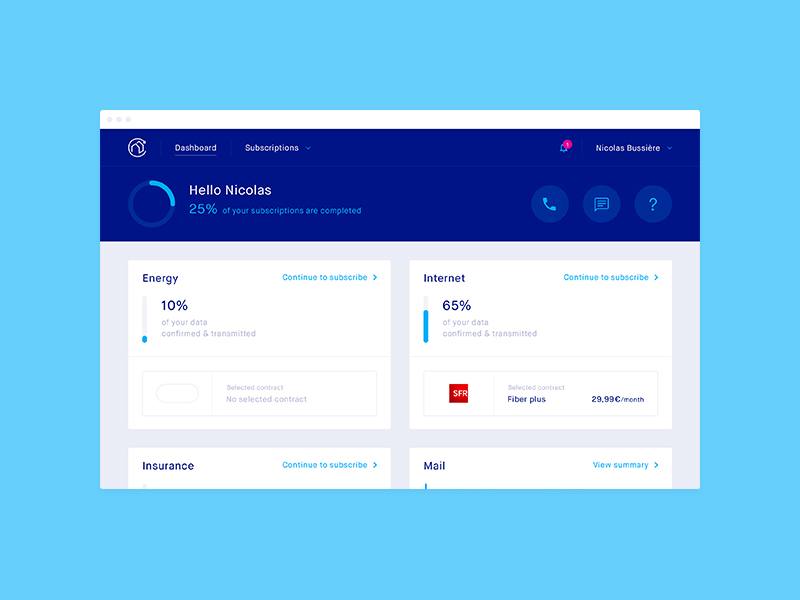 Dashboard
Subscriptions
1
Nicolas Bussière
Hello Nicolas
25% of your subscriptions are completed
?
Energy
Continue to subscribe
10%
of your data
confirmed & transmitted
Selected contract
No selected contract
Internet
Continue to subscribe
65%
of your data
confirmed & transmitted
SFR
Selected contract
Fiber plus
29,99€/month
Insurance
Continue to subscribe
Mail
View summary